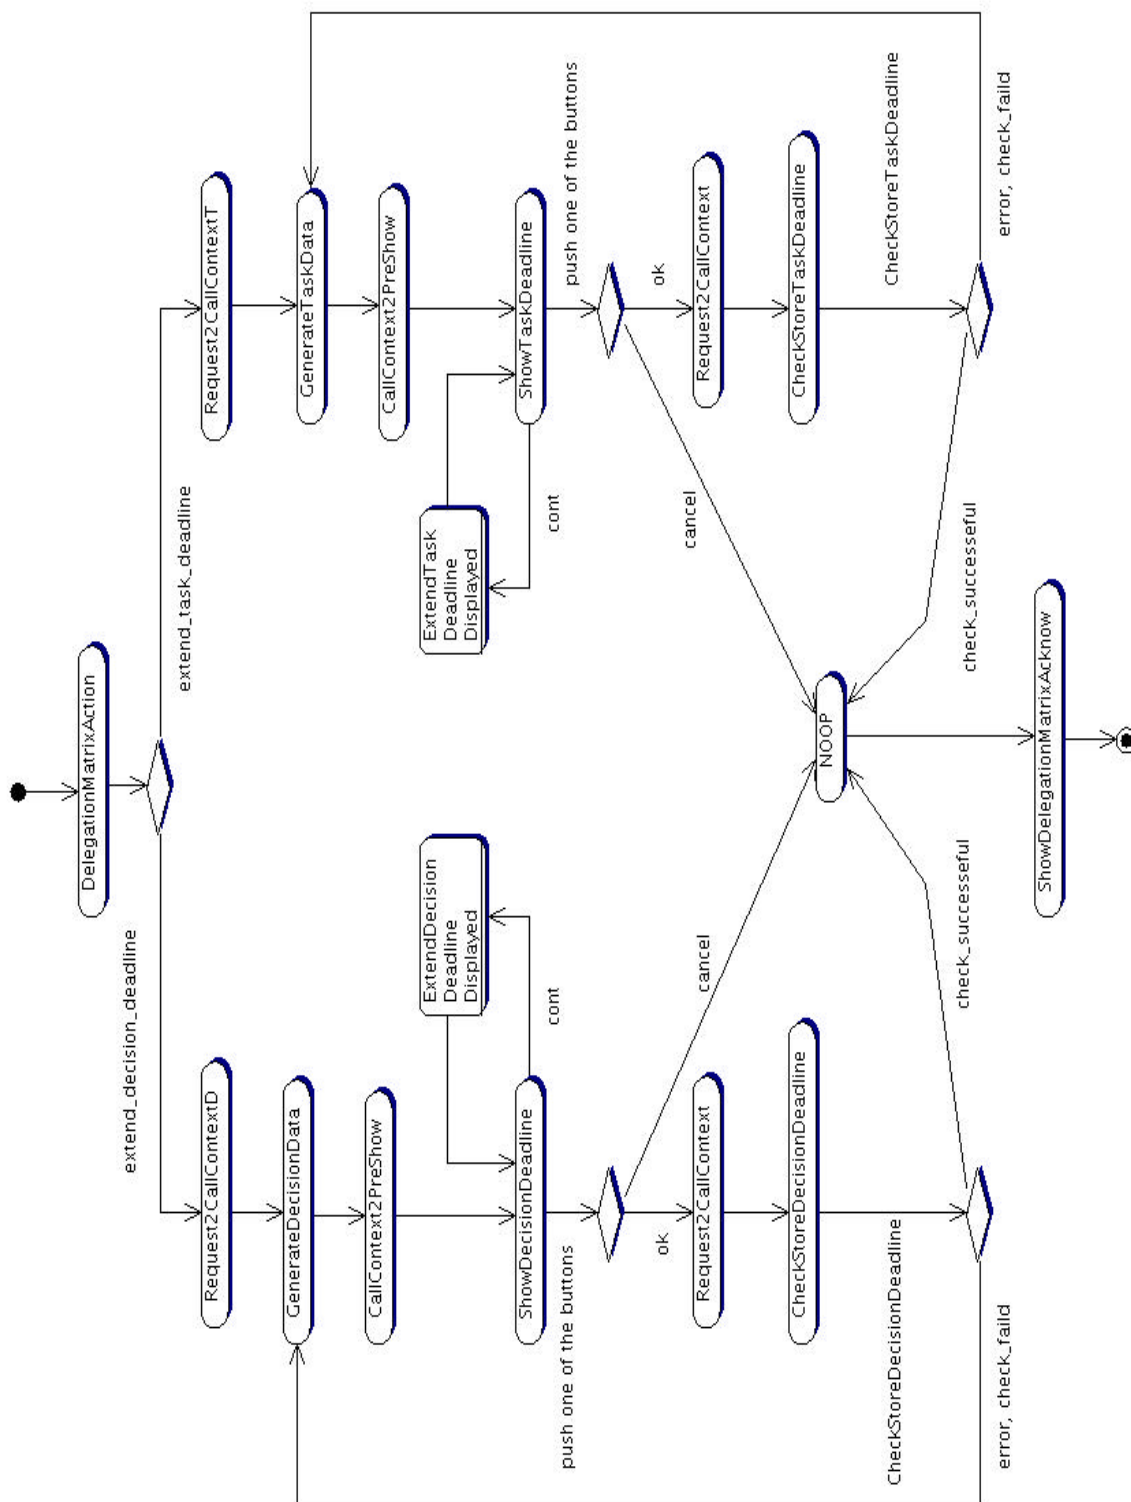 DelegationMatrixAction
extend_decision_deadline
extend_task_deadline
Request2CallContextD
Request2CallContextT
GenerateDecisionData
GenerateTaskData
CallContext2PreShow
CallContext2PreShow
ExtendDecision
Deadline
Displayed
ExtendTask
Deadline
Displayed
ShowDecisionDeadline
cont
cont
ShowTaskDeadline
push one of the buttons
push one of the buttons
ok
cancel
cancel
ok
Request2CallContext
Request2CallContext
CheckStoreDecisionDeadline
NOOP
CheckStoreTaskDeadline
CheckStoreDecisionDeadline
CheckStoreTaskDeadline
check_successeful
check_successeful
error, check_faild
error, check_faild
ShowDelegationMatrixAcknow